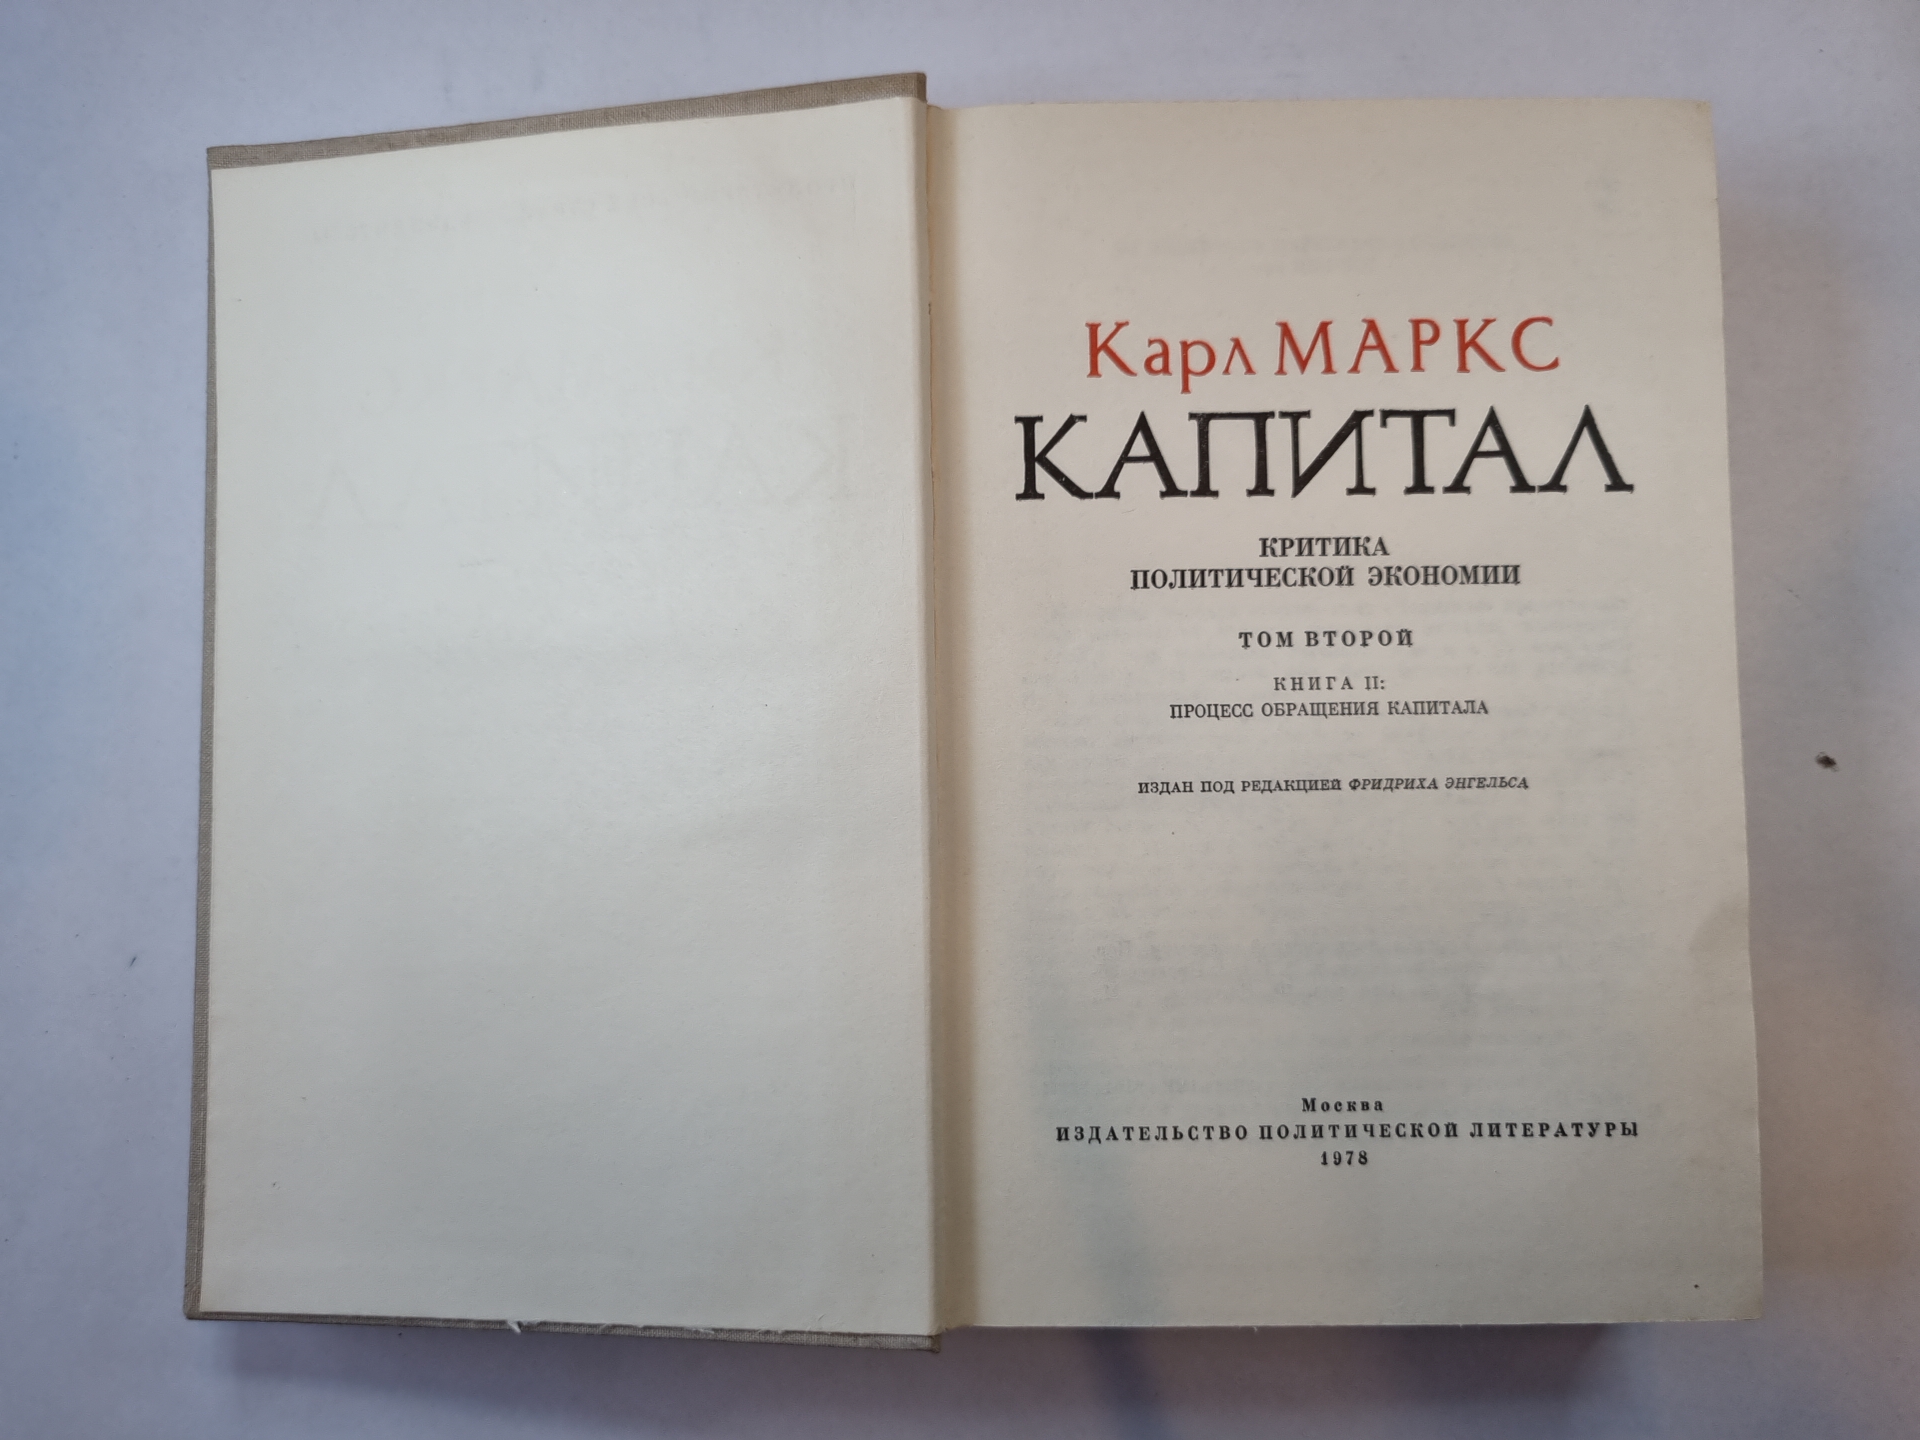 Карл МАРКС
КАПИТАЛ
КРИТИКА
ПОЛИТИЧЕСКОЙ ЭКОНОМИИ
ТОМ ВТОРОЙ
КНИГА II:
ПРОЦЕСС ОБРАЩЕНИЯ КАПИТАЛА
ИЗДАН ПОД РЕДАКЦИЕЙ ФРИДРИХА ЭНГЕЛЬСА
Москва
ИЗДАТЕЛЬСТВО ПОЛИТИЧЕСКОЙ ЛИТЕРАТУРЫ
1978